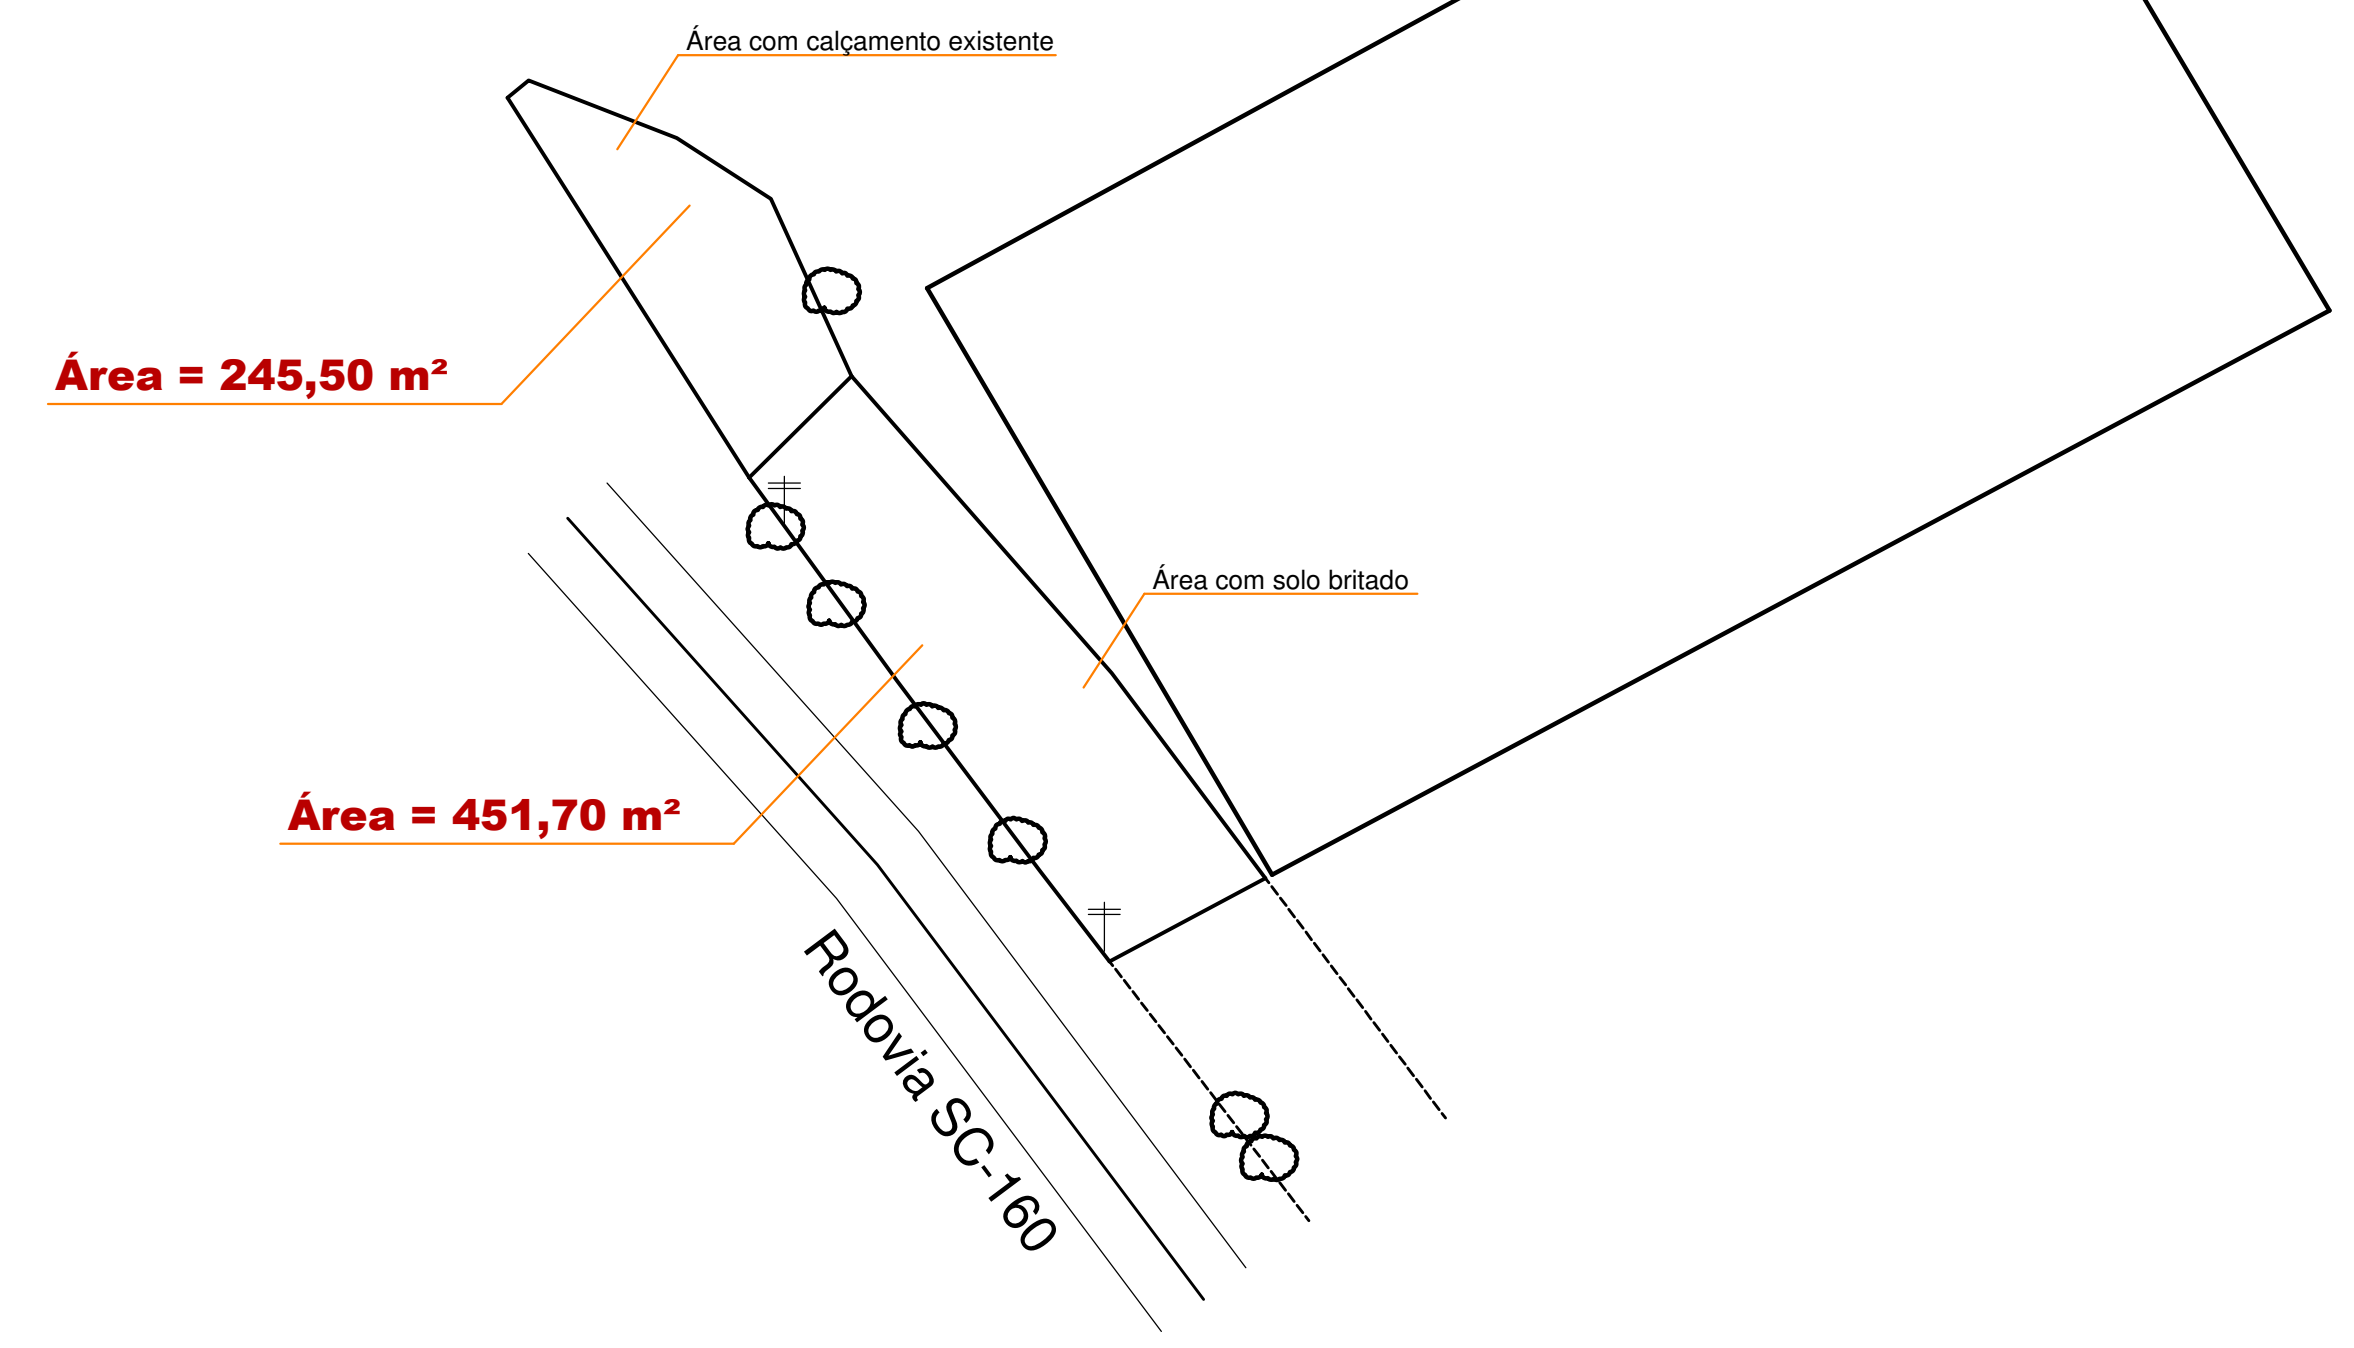 Área com calçamento existente
Área = 245,50 m²
Área com solo britado
Área = 451,70 m²
Rodovia SC-160